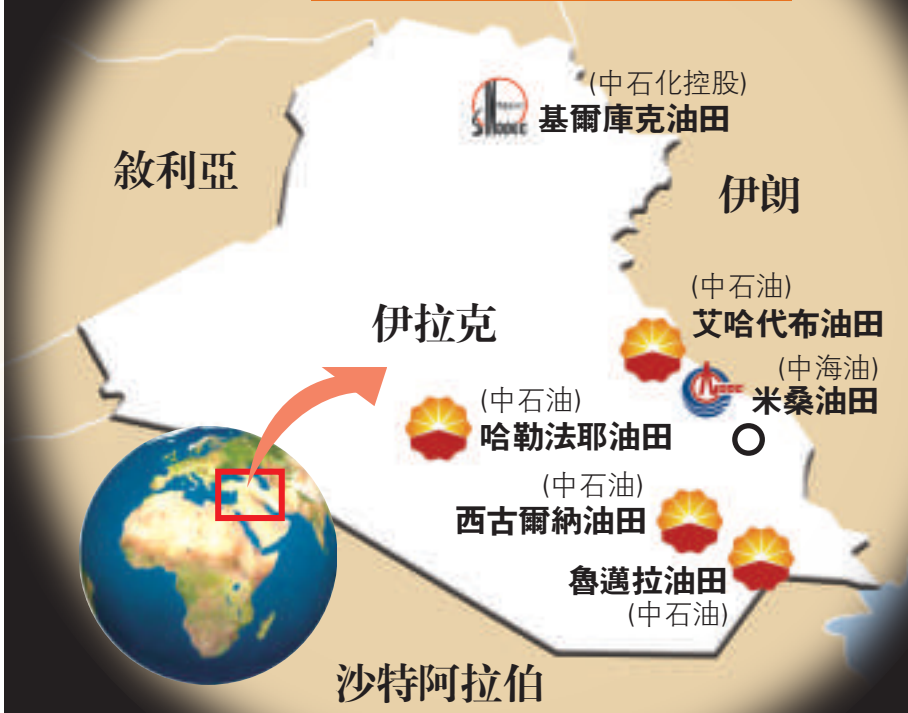 (中石化控股)
基爾庫克油田
敘利亞
伊朗
(中石油)
艾哈代布油田
伊拉克
(中海油)
米桑油田
(中石油)
哈勒法耶油田
(中石油)
西古爾納油田
魯邁拉油田
(中石油)
沙特阿拉伯